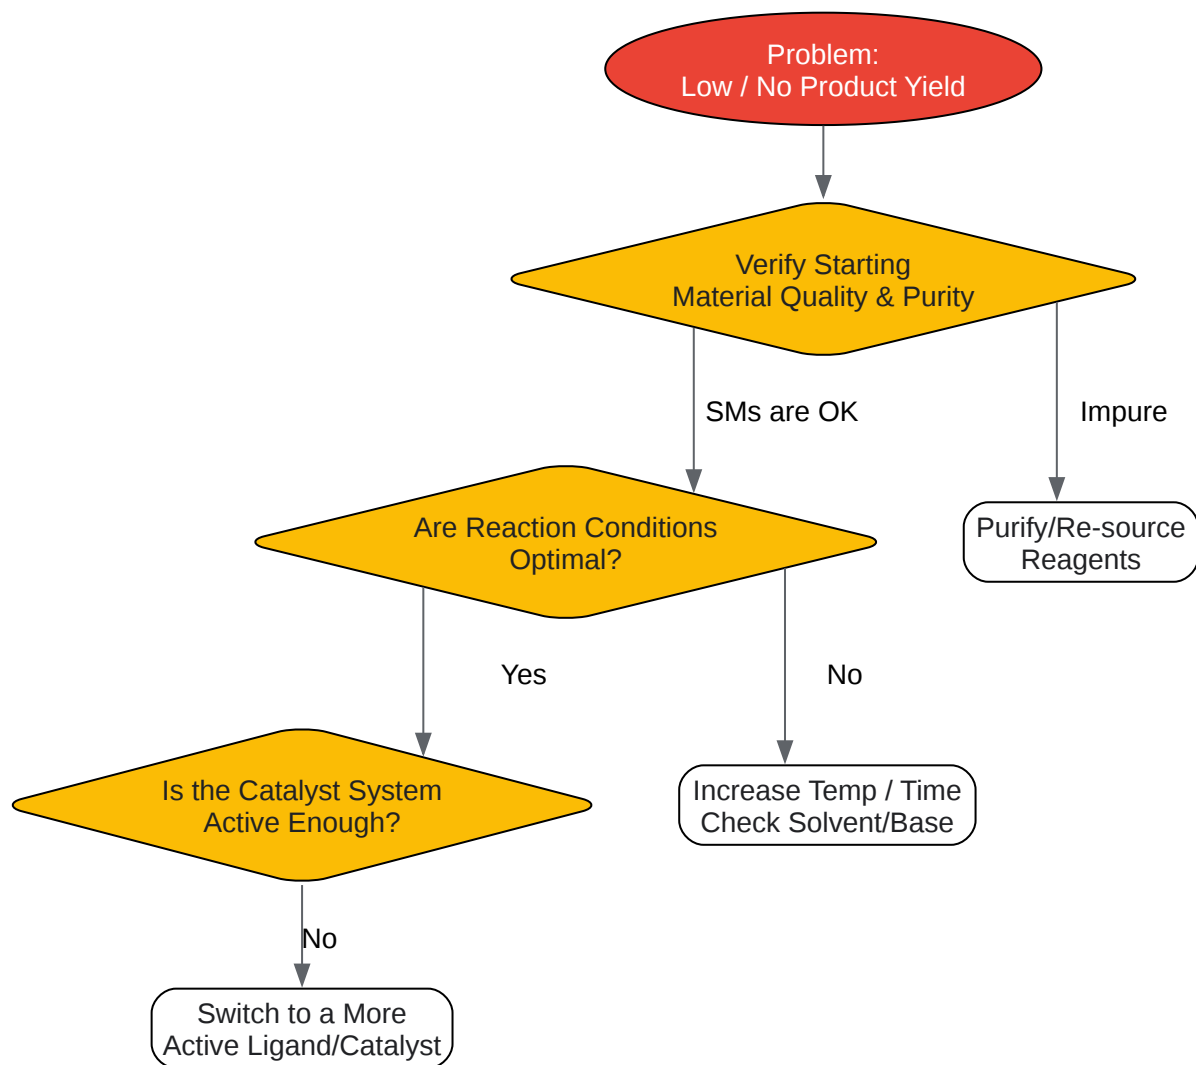 Problem:
Low / No Product Yield
Verify Starting
Material Quality & Purity
SMs are OK
Impure
Are Reaction Conditions
Optimal?
Purify/Re-source
Reagents
Yes
No
Is the Catalyst System
Active Enough?
Increase Temp / Time
Check Solvent/Base
No
Switch to a More
Active Ligand/Catalyst